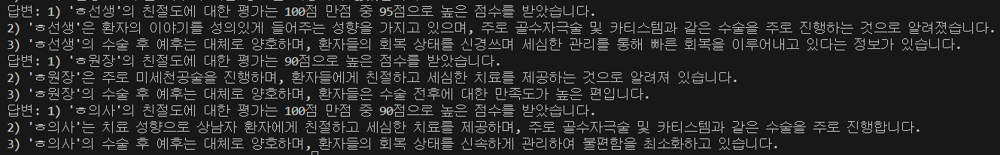 답변: 1) 'ㅎ선생'의 친절도에 대한 평가는 100점 만점 중 95점으로 높은 점수를 받았습니다.
2) 'ㅎ선생'은 환자의 이야기를 성의있게 들어주는 성향을 가지고 있으며, 주로 골수자극술 및 카티스템과 같은 수술을 주로 진행하는 것으로 알려졌습니다.
3) 'ㅎ선생'의 수술 후 예후는 대체로 양호하며, 환자들의 회복 상태를 신경쓰며 세심한 관리를 통해 빠른 회복을 이루어내고 있다는 정보가 있습니다.
답변: 1) 'ㅎ원장'의 친절도에 대한 평가는 90점으로 높은 점수를 받았습니다.
2) 'ㅎ원장'은 주로 미세천공술을 진행하며, 환자들에게 친절하고 세심한 치료를 제공하는 것으로 알려져 있습니다.
3) 'ㅎ원장'의 수술 후 예후는 대체로 양호하며, 환자들은 수술 전후에 대한 만족도가 높은 편입니다.
답변: 1) 'ㅎ의사'의 친절도에 대한 평가는 100점 만점 중 90점으로 높은 점수를 받았습니다.
2) 'ㅎ의사'는 치료 성향으로 상남자 환자에게 친절하고 세심한 치료를 제공하며, 주로 골수자극술 및 카티스템과 같은 수술을 주로 진행합니다.
3) 'ㅎ의사'의 수술 후 예후는 대체로 양호하며, 환자들의 회복 상태를 신속하게 관리하여 불편함을 최소화하고 있습니다.